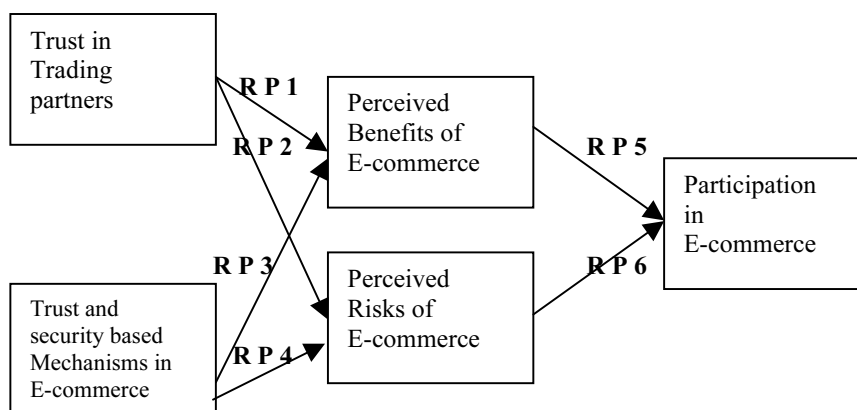 Trust in
Trading
partners
R P 1
R P 2
Perceived
Benefits of
E-commerce
R P 5
Participation
in
E-commerce
R P 3
R P 6
Perceived
Risks of
E-commerce
Trust and
security based
Mechanisms in
E-commerce
R P 4